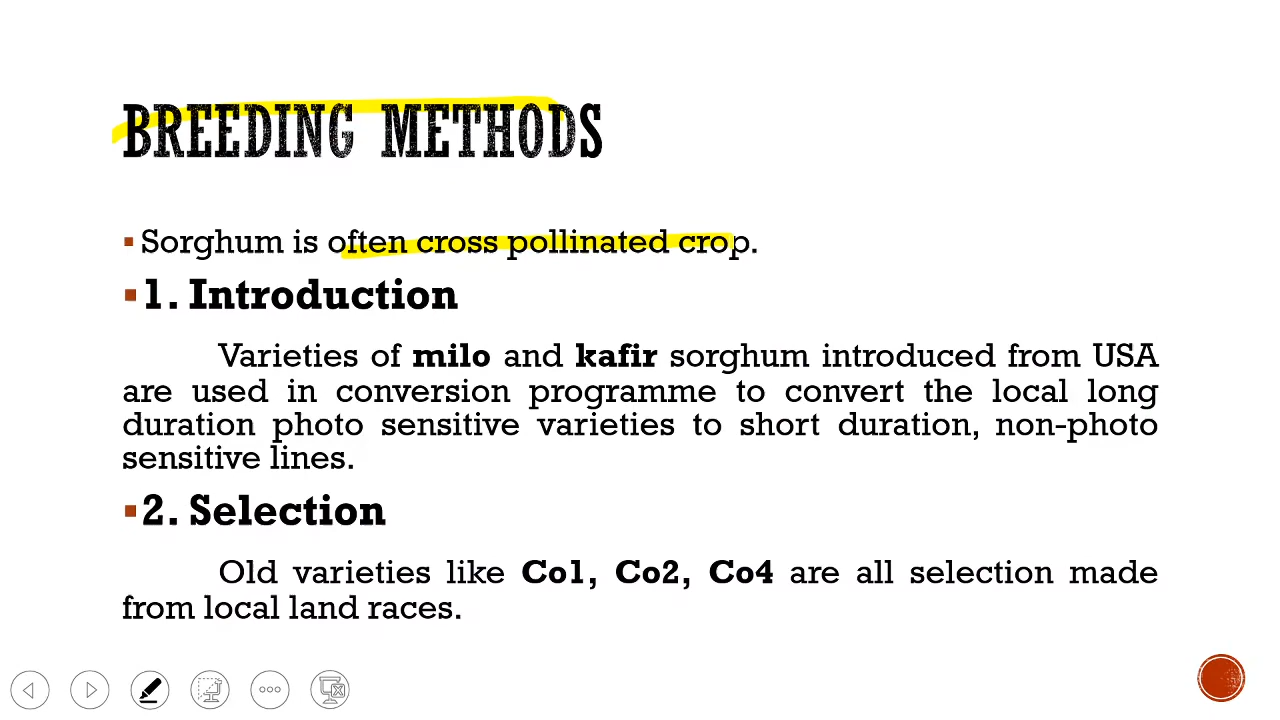 BREEDING METHODS
▪ Sorghum is often cross pollinated crop.
▪ 1. Introduction
Varieties of milo and kafir sorghum introduced from USA
are used in conversion programme to convert the local long
duration photo sensitive varieties to short duration, non-photo
sensitive lines.
▪ 2. Selection
Old varieties like Co1, Co2, Co4 are all selection made
from local land races.